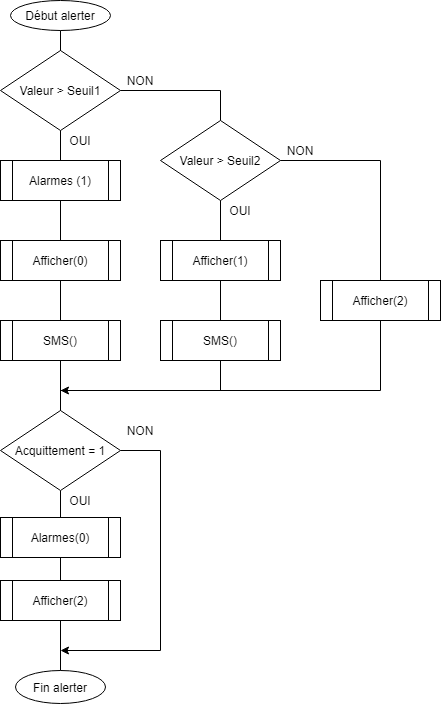 Début alerter
Valeur > Seuil1
NON
OUI
Valeur > Seuil2
NON
OUI
Alarmes (1)
Afficher(0)
Afficher(1)
Afficher(2)
SMS()
SMS()
Acquittement = 1
NON
OUI
Alarmes(0)
Afficher(2)
Fin alerter